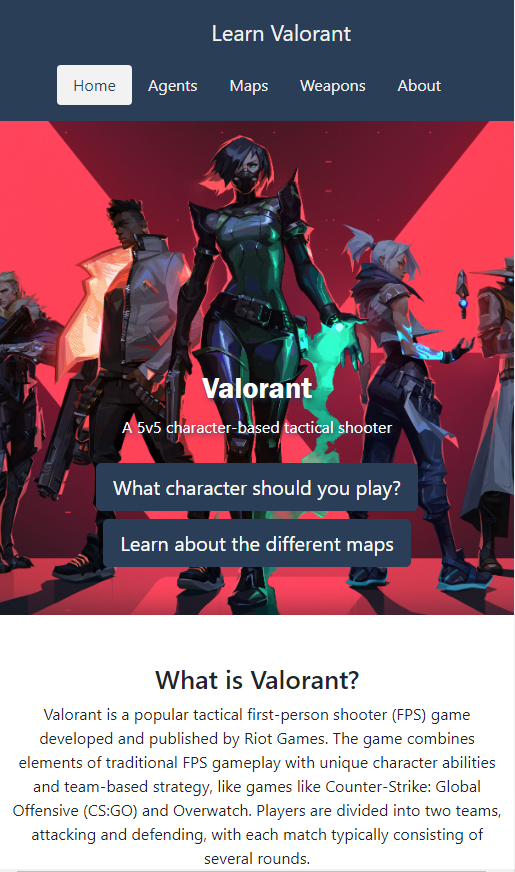 Learn Valorant
Home Agents Maps Weapons About
Valorant
A 5v5 character-based tactical shooter
What character should you play?
Learn about the different maps
What is Valorant?
Valorant is a popular tactical first-person shooter (FPS) game
developed and published by Riot Games. The game combines
elements of traditional FPS gameplay with unique character abilities
and team-based strategy, like games like Counter-Strike: Global
Offensive (CS:GO) and Overwatch. Players are divided into two teams,
attacking and defending, with each match typically consisting of
several rounds.